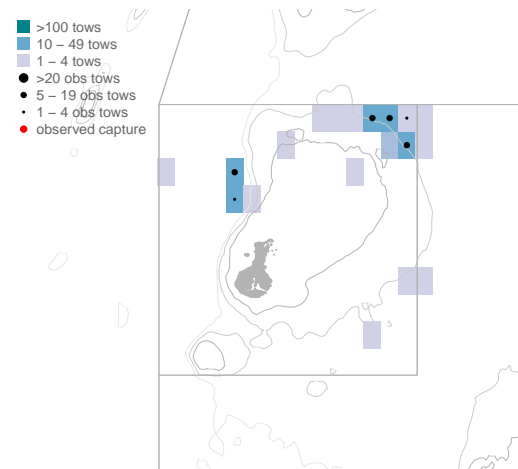 >100 tows
10 – 49 tows
1 – 4 tows
>20 obs tows
5 – 19 obs tows
1 – 4 obs tows
observed capture